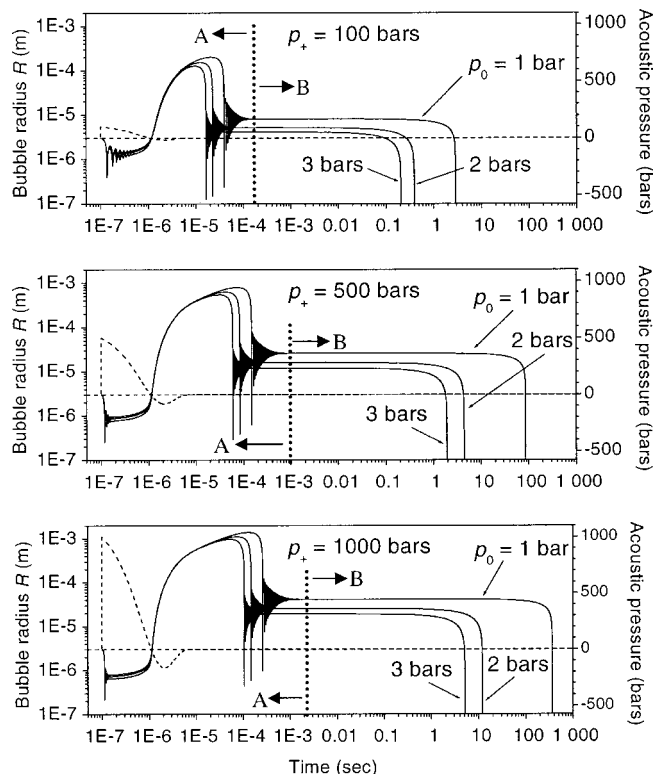 1E-3
1E-4
1E-5
1E-6
1E-7
Bubble radius R (m)
A
B
p+ = 100 bars
p0 = 1 bar
3 bars
2 bars
1000
500
0
-500
Acoustic pressure (bars)
1E-7 1E-6 1E-5 1E-4 1E-3 0.01 0.1 1 10 100 1 000
1E-3
1E-4
1E-5
1E-6
1E-7
Bubble radius R (m)
p+ = 500 bars
p0 = 1 bar
B
2 bars
A
3 bars
1000
500
0
-500
Acoustic pressure (bars)
1E-7 1E-6 1E-5 1E-4 1E-3 0.01 0.1 1 10 100 1 000
1E-3
1E-4
1E-5
1E-6
1E-7
Bubble radius R (m)
p+ = 1000 bars
p0 = 1 bar
B
3 bars
2 bars
A
1000
500
0
-500
Acoustic pressure (bars)
1E-7 1E-6 1E-5 1E-4 1E-3 0.01 0.1 1 10 100 1 000
Time (sec)